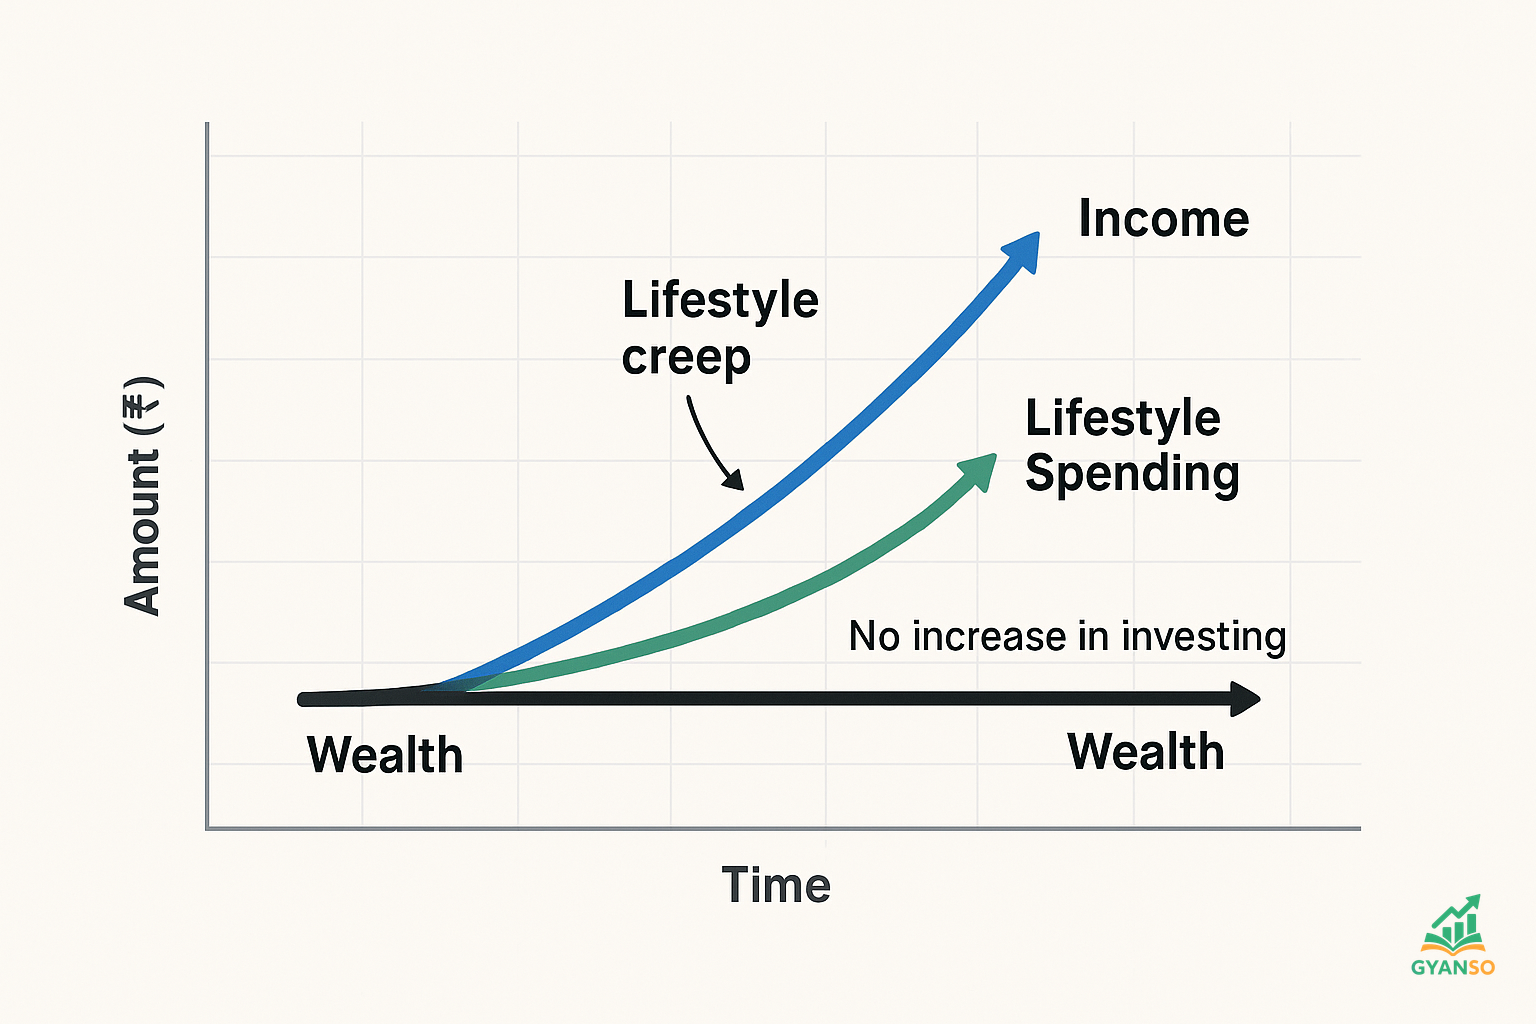 Income
Lifestyle
creep
Lifestyle
Spending
Amount (₹)
No increase in investing
Wealth
Wealth
Time
GYANSO